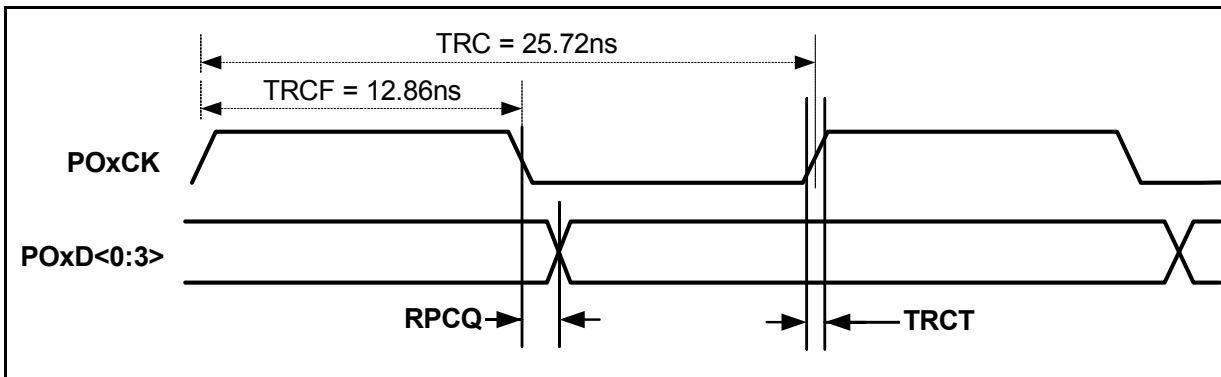 TRC = 25.72ns
TRCF = 12.86ns
POxCK
POxD<0:3>
RPCQ
TRCT